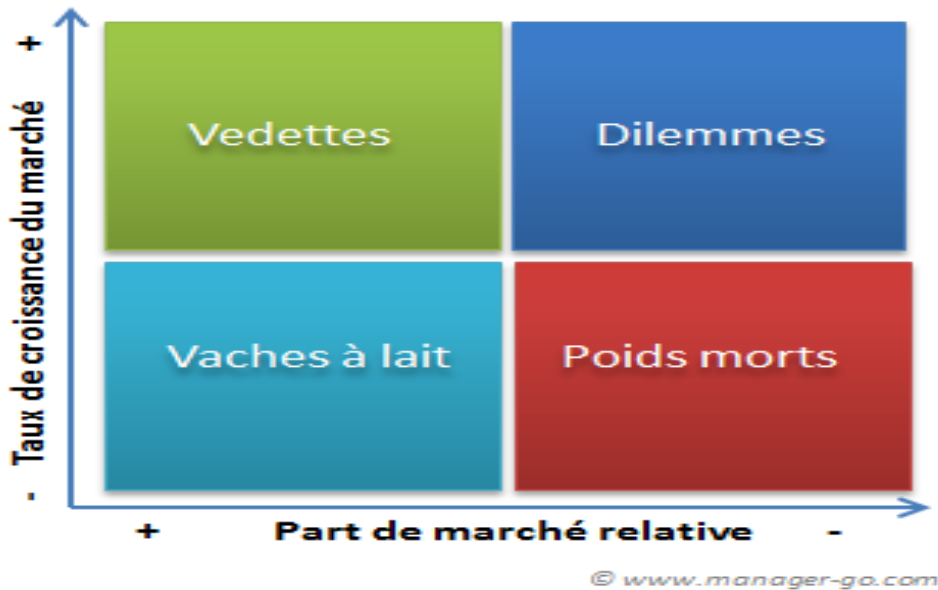 +
Taux de croissance du marché
-
Vedettes
Dilemmes
Vaches à lait
Poids morts
+ Part de marché relative -
© www.manager-go.com